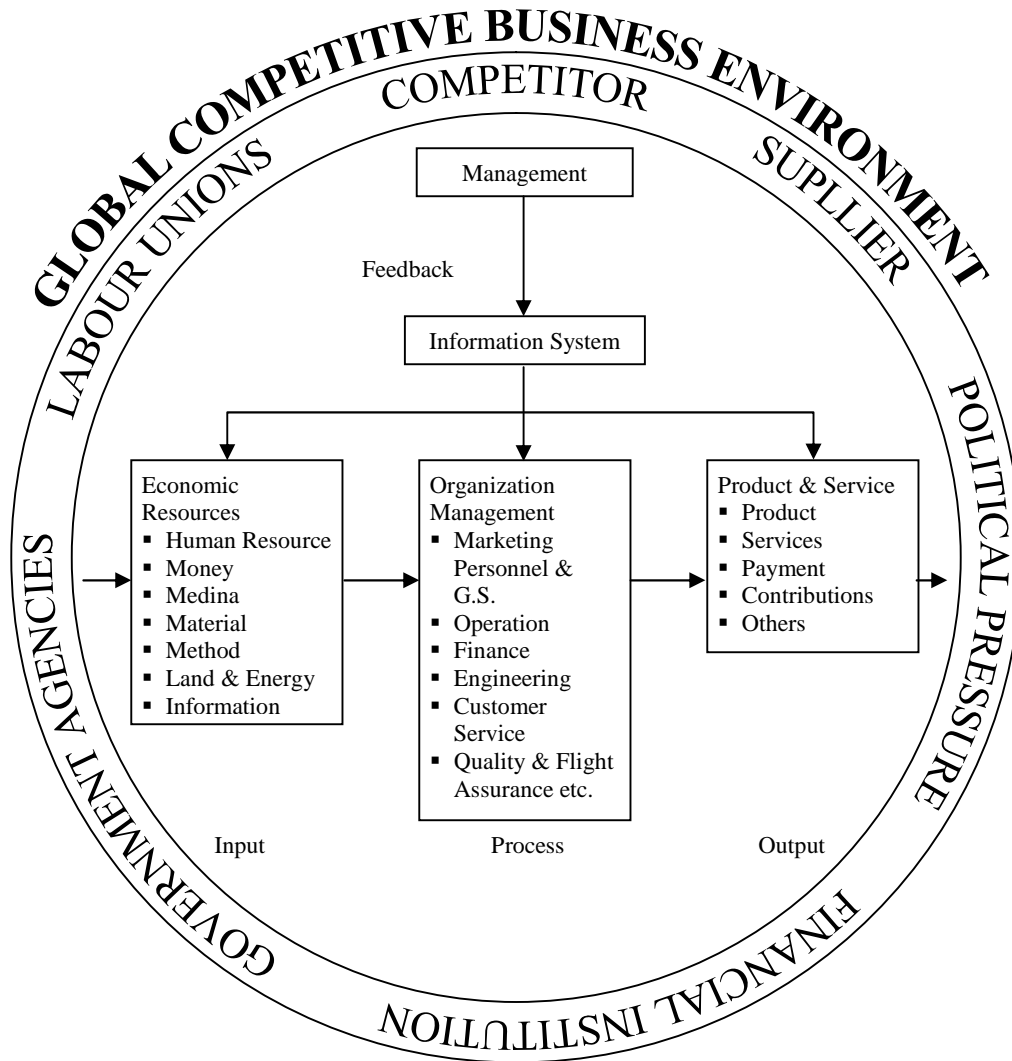 GLOBAL COMPETITIVE BUSINESS ENVIRONMENT
COMPETITOR
SUPLLIER
POLITICAL PRESSURE
FINANCIAL INSTITUTION
GOVERNMENT AGENCIES
LABOUR UNIONS
Management
Feedback
Information System
Economic
Resources
▪ Human Resource
▪ Money
▪ Medina
▪ Material
▪ Method
▪ Land & Energy
▪ Information
Organization
Management
▪ Marketing
Personnel &
G.S.
▪ Operation
▪ Finance
▪ Engineering
▪ Customer
Service
▪ Quality & Flight
Assurance etc.
Product & Service
▪ Product
▪ Services
▪ Payment
▪ Contributions
▪ Others
Input
Process
Output